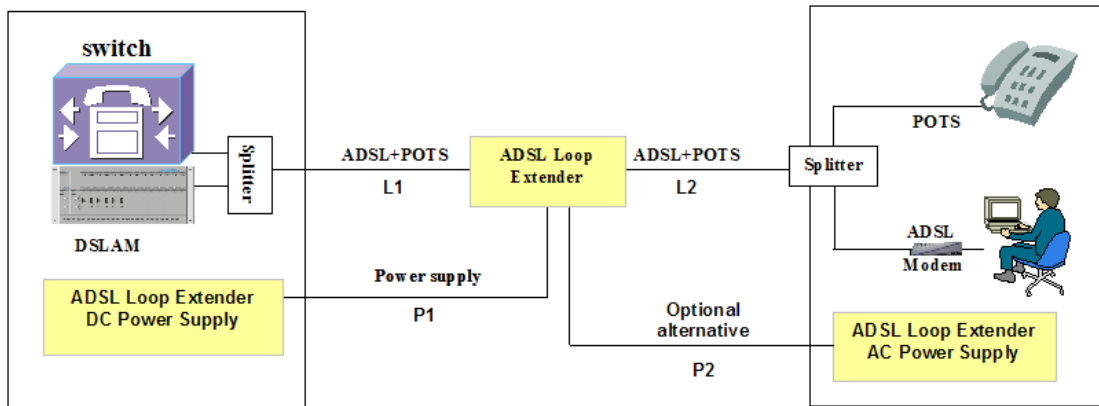 switch
Splitter
DSLAM
ADSL Loop Extender
DC Power Supply
ADSL+POTS
L1
ADSL Loop
Extender
ADSL+POTS
L2
Power supply
P1
Optional
alternative
P2
Splitter
POTS
ADSL
Modem
ADSL Loop Extender
AC Power Supply